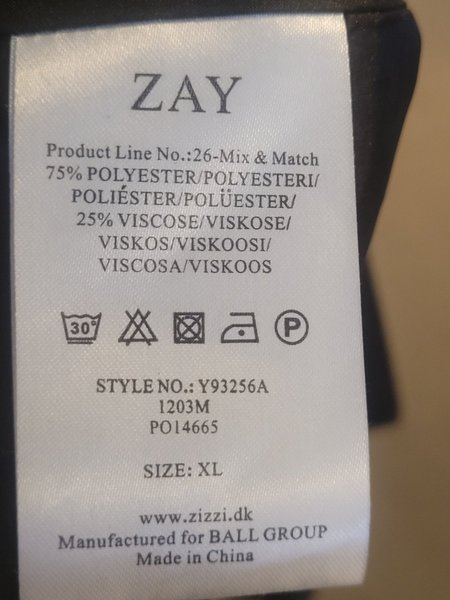 ZAY
Product Line No.:26-Mix & Match
75% POLYESTER/POLYESTERI/
POLIÉSTER/POLÜESTER/
25% VISCOSE/VISKOSE/
VISKOS/VISKOOSI/
VISCOSA/VISKOOS
30° P
STYLE NO.: Y93256A
1203M
PO14665
SIZE: XL
www.zizzi.dk
Manufactured for BALL GROUP
Made in China